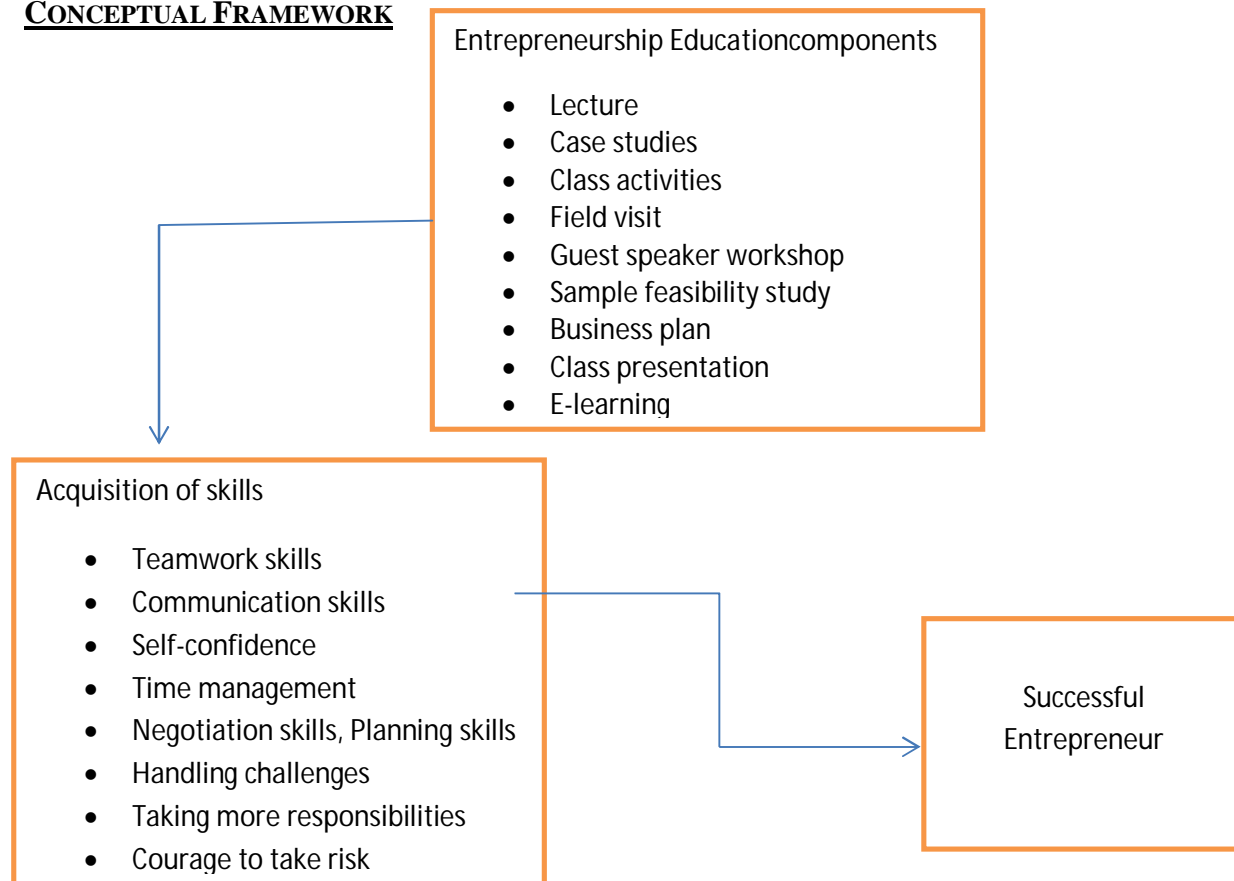 CONCEPTUAL FRAMEWORK
Entrepreneurship Educationcomponents
• Lecture
• Case studies
• Class activities
• Field visit
• Guest speaker workshop
• Sample feasibility study
• Business plan
• Class presentation
• E-learning
Acquisition of skills
• Teamwork skills
• Communication skills
• Self-confidence
• Time management
• Negotiation skills, Planning skills
• Handling challenges
• Taking more responsibilities
• Courage to take risk
Successful
Entrepreneur